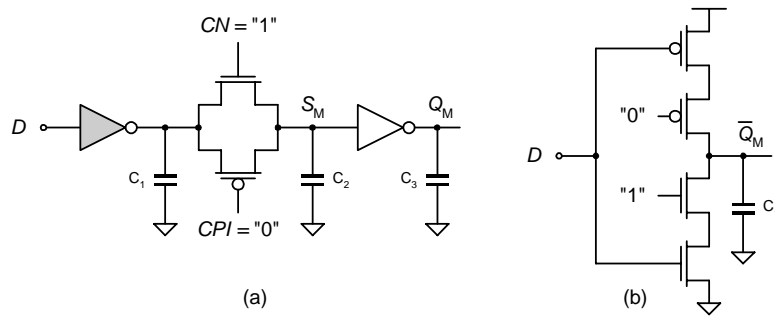 CN = "1"
D
S_M
Q_M
C_1
C_2
C_3
CPI = "0"
(a)
"0"
D
Q̅_M
"1"
C
(b)